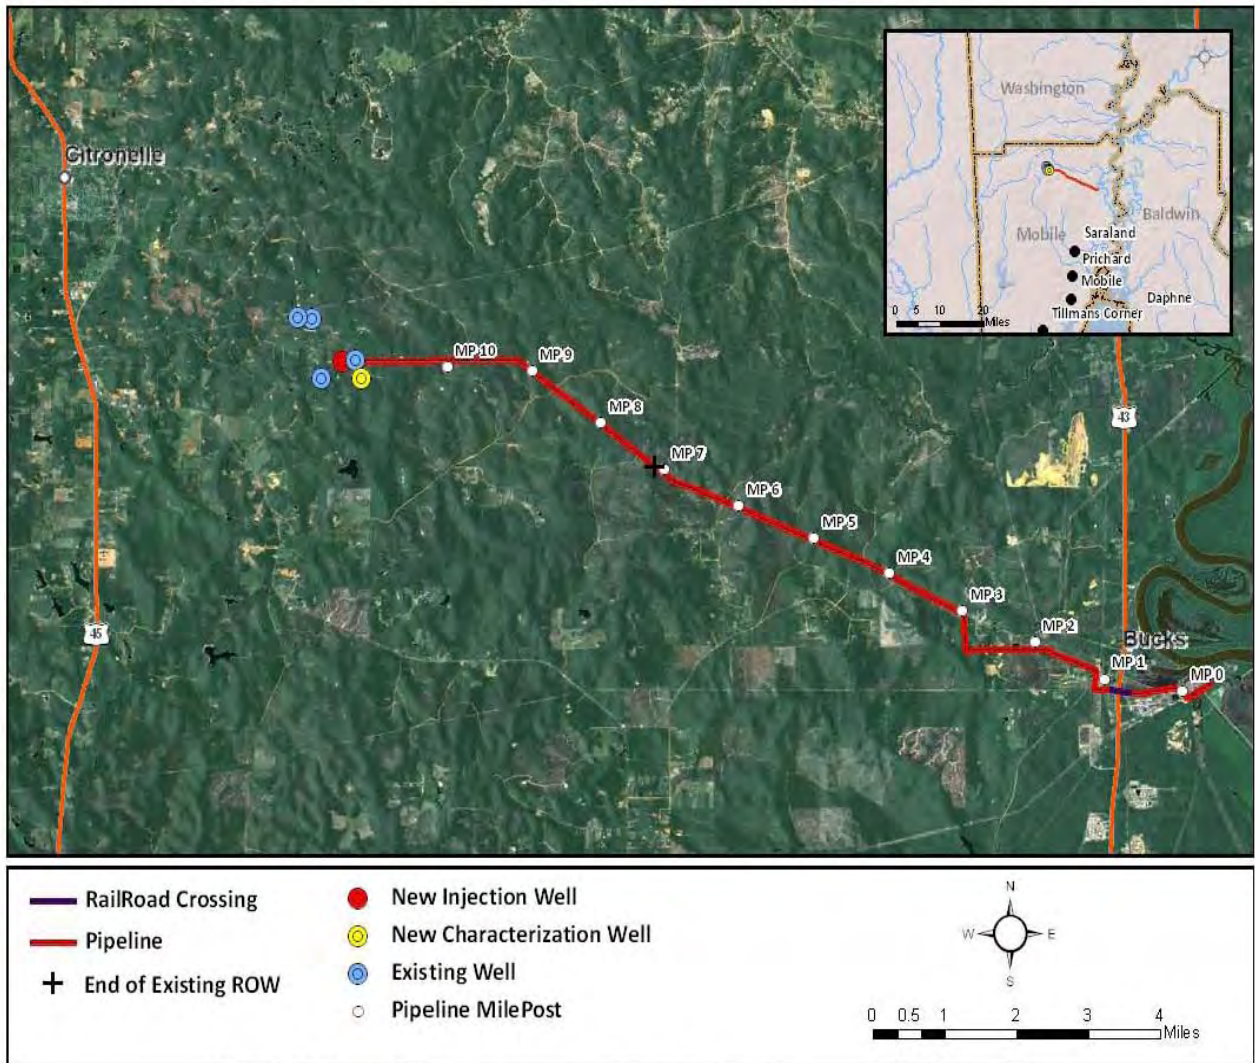 Citronelle
Washington
Baldwin
Mobile
Saraland
Prichard
Mobile
Daphne
Tillmans Corner
0 5 10 20
Miles
MP 10
MP 9
MP 8
MP 7
MP 6
MP 5
MP 4
MP 3
MP 2
MP 1
MP 0
43
Bucks
45
RailRoad Crossing
Pipeline
End of Existing ROW
New Injection Well
New Characterization Well
Existing Well
Pipeline MilePost
N
W E
S
0 0.5 1 2 3 4
Miles